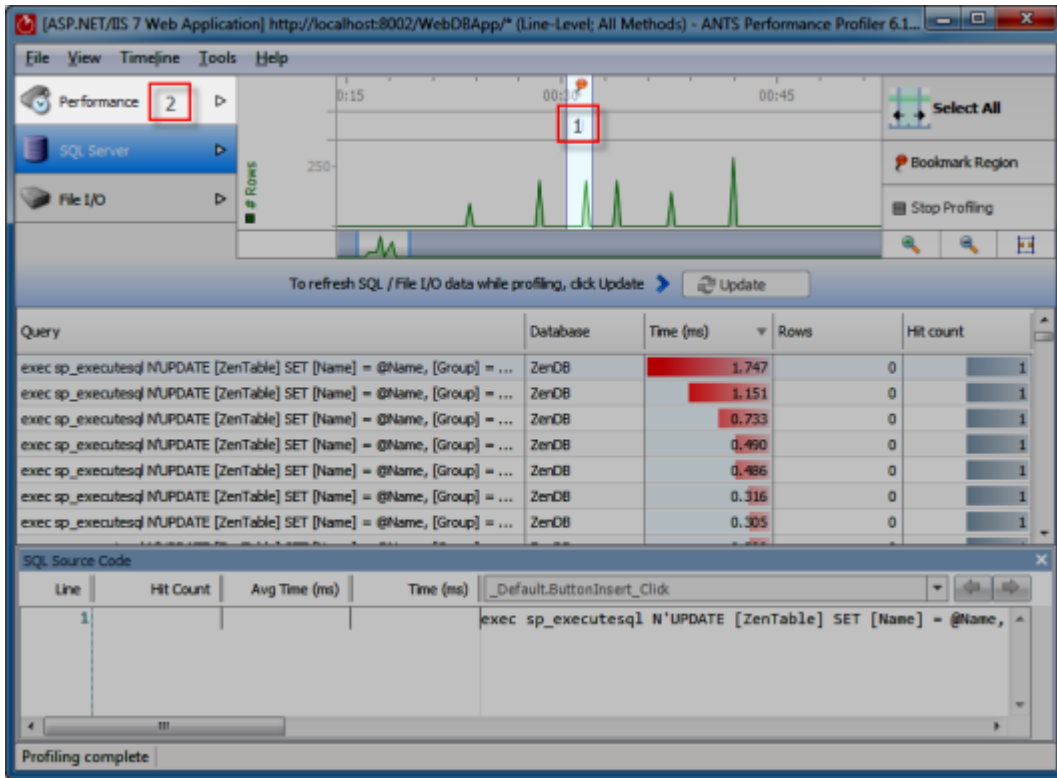 [ASP.NET/IIS 7 Web Application] http://localhost:8002/WebDBApp/* (Line-Level; All Methods) - ANTS Performance Profiler 6.1...
File View Timeline Tools Help
Performance 2
SQL Server
File I/O
# Rows
250-
0:15 00:30 00:45
1
Select All
Bookmark Region
Stop Profiling
To refresh SQL / File I/O data while profiling, click Update Update
Query Database Time (ms) Rows Hit count
exec sp_executesql N'UPDATE [ZenTable] SET [Name] = @Name, [Group] = ... ZenDB 1.747 0 1
exec sp_executesql N'UPDATE [ZenTable] SET [Name] = @Name, [Group] = ... ZenDB 1.151 0 1
exec sp_executesql N'UPDATE [ZenTable] SET [Name] = @Name, [Group] = ... ZenDB 0.733 0 1
exec sp_executesql N'UPDATE [ZenTable] SET [Name] = @Name, [Group] = ... ZenDB 0.490 0 1
exec sp_executesql N'UPDATE [ZenTable] SET [Name] = @Name, [Group] = ... ZenDB 0.486 0 1
exec sp_executesql N'UPDATE [ZenTable] SET [Name] = @Name, [Group] = ... ZenDB 0.316 0 1
exec sp_executesql N'UPDATE [ZenTable] SET [Name] = @Name, [Group] = ... ZenDB 0.305 0 1
SQL Source Code
Line Hit Count Avg Time (ms) Time (ms) _Default.ButtonInsert_Click
1 exec sp_executesql N'UPDATE [ZenTable] SET [Name] = @Name,
Profiling complete